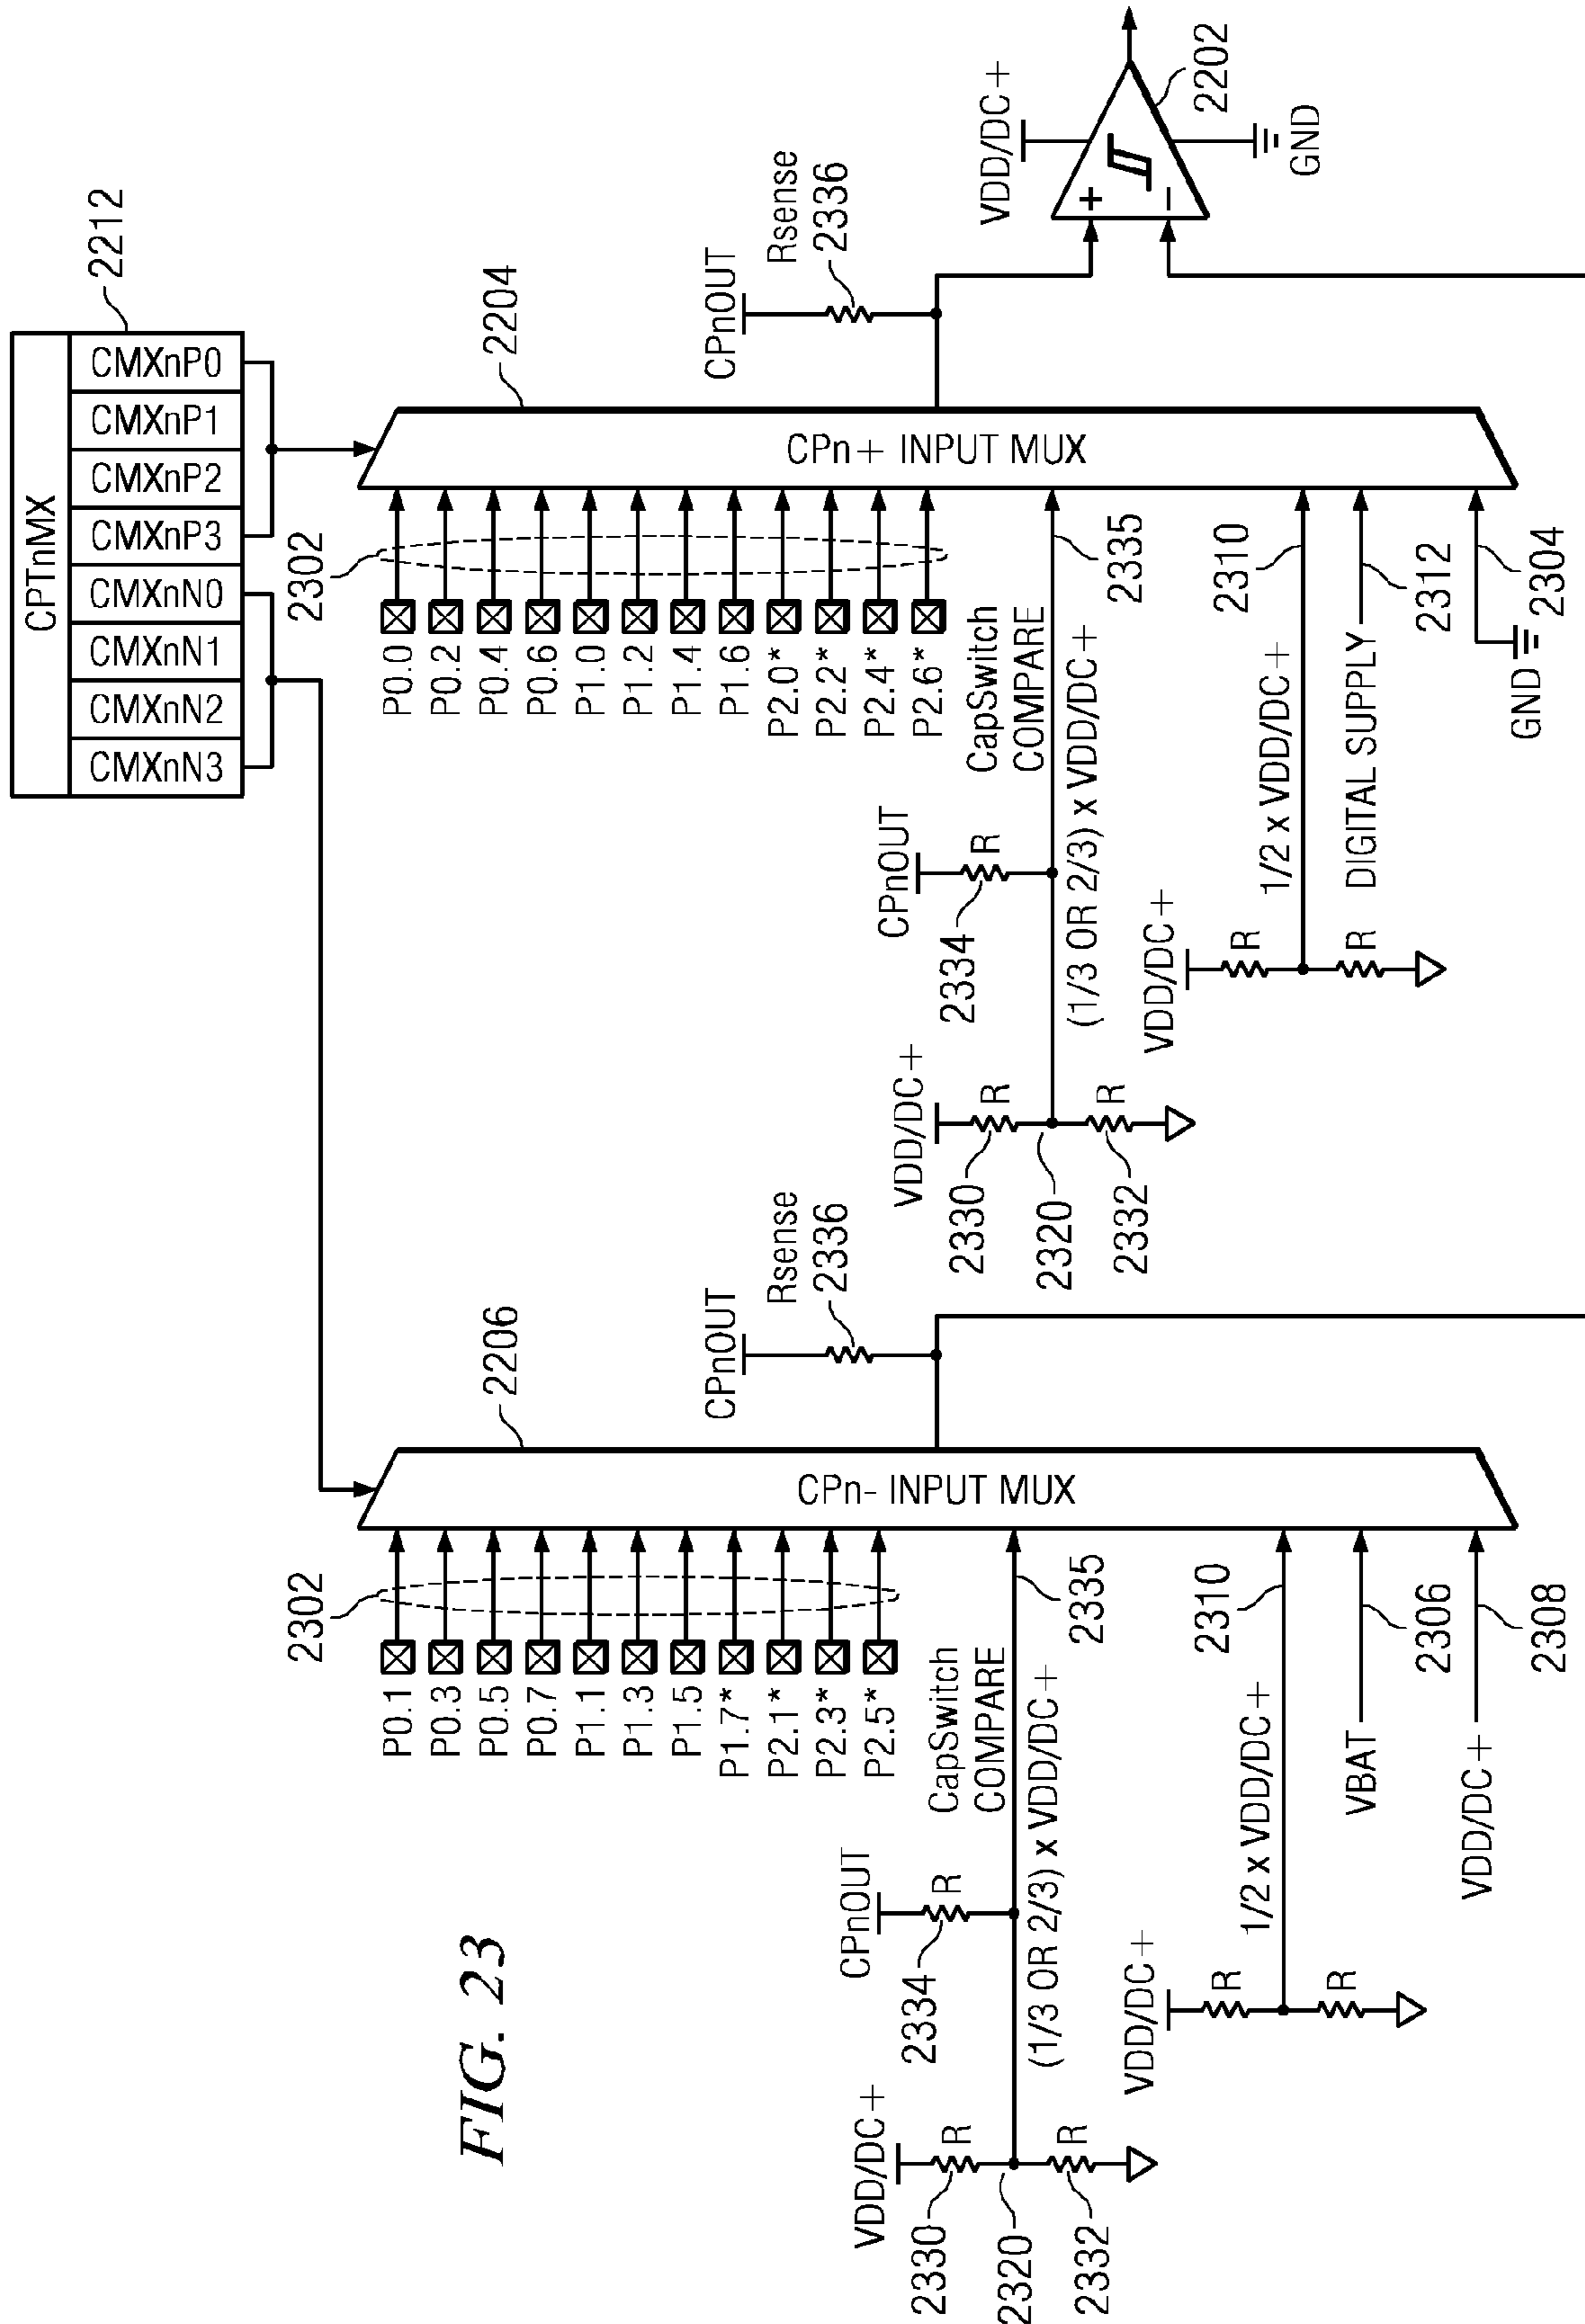 FIG. 23
CPTnMX
CMXnN3
CMXnN2
CMXnN1
CMXnN0
CMXnP3
CMXnP2
CMXnP1
CMXnP0
2212
2206
CPn- INPUT MUX
2302
P0.1
P0.3
P0.5
P0.7
P1.1
P1.3
P1.5
P1.7*
P2.1*
P2.3*
P2.5*
CapSwitch
COMPARE
2335
(1/3 OR 2/3) x VDD/DC+
CPnOUT
2334
R
VDD/DC+
2330
R
2320
2332
R
VDD/DC+
R
R
1/2 x VDD/DC+
2310
VBAT
2306
VDD/DC+
2308
CPnOUT
Rsense
2336
2204
CPn+ INPUT MUX
2302
P0.0
P0.2
P0.4
P0.6
P1.0
P1.2
P1.4
P1.6
P2.0*
P2.2*
P2.4*
P2.6*
CapSwitch
COMPARE
2335
(1/3 OR 2/3) x VDD/DC+
CPnOUT
2334
R
VDD/DC+
2330
R
2320
2332
R
VDD/DC+
R
R
1/2 x VDD/DC+
2310
DIGITAL SUPPLY
2312
GND
2304
CPnOUT
Rsense
2336
VDD/DC+
+
−
2202
GND